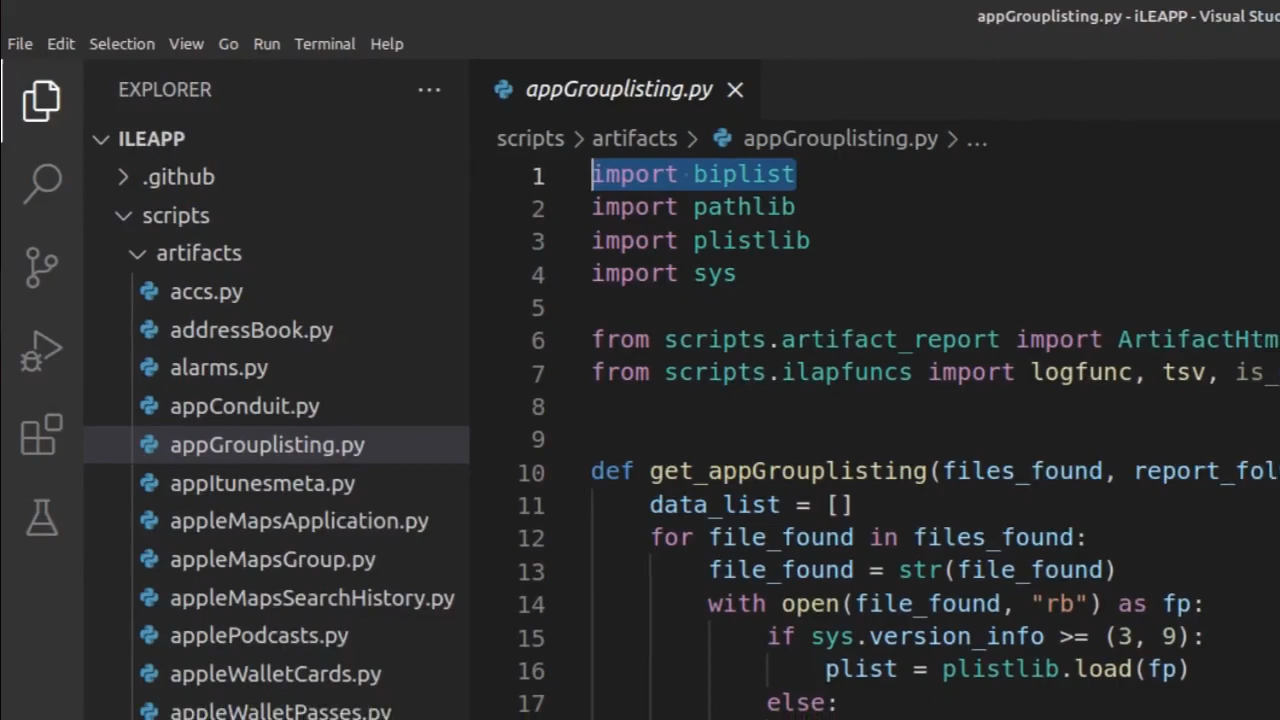 appGrouplisting.py - iLEAPP - Visual Stud
File Edit Selection View Go Run Terminal Help
EXPLORER
ILEAPP
.github
scripts
artifacts
accs.py
addressBook.py
alarms.py
appConduit.py
appGrouplisting.py
appItunesmeta.py
appleMapsApplication.py
appleMapsGroup.py
appleMapsSearchHistory.py
applePodcasts.py
appleWalletCards.py
appleWalletPasses.py
appGrouplisting.py
scripts > artifacts > appGrouplisting.py > ...
1 import biplist
2 import pathlib
3 import plistlib
4 import sys
5
6 from scripts.artifact_report import ArtifactHtm
7 from scripts.ilapfuncs import logfunc, tsv, is_
8
9
10 def get_appGrouplisting(files_found, report_fol
11 data_list = []
12 for file_found in files_found:
13 file_found = str(file_found)
14 with open(file_found, "rb") as fp:
15 if sys.version_info >= (3, 9):
16 plist = plistlib.load(fp)
17 else: